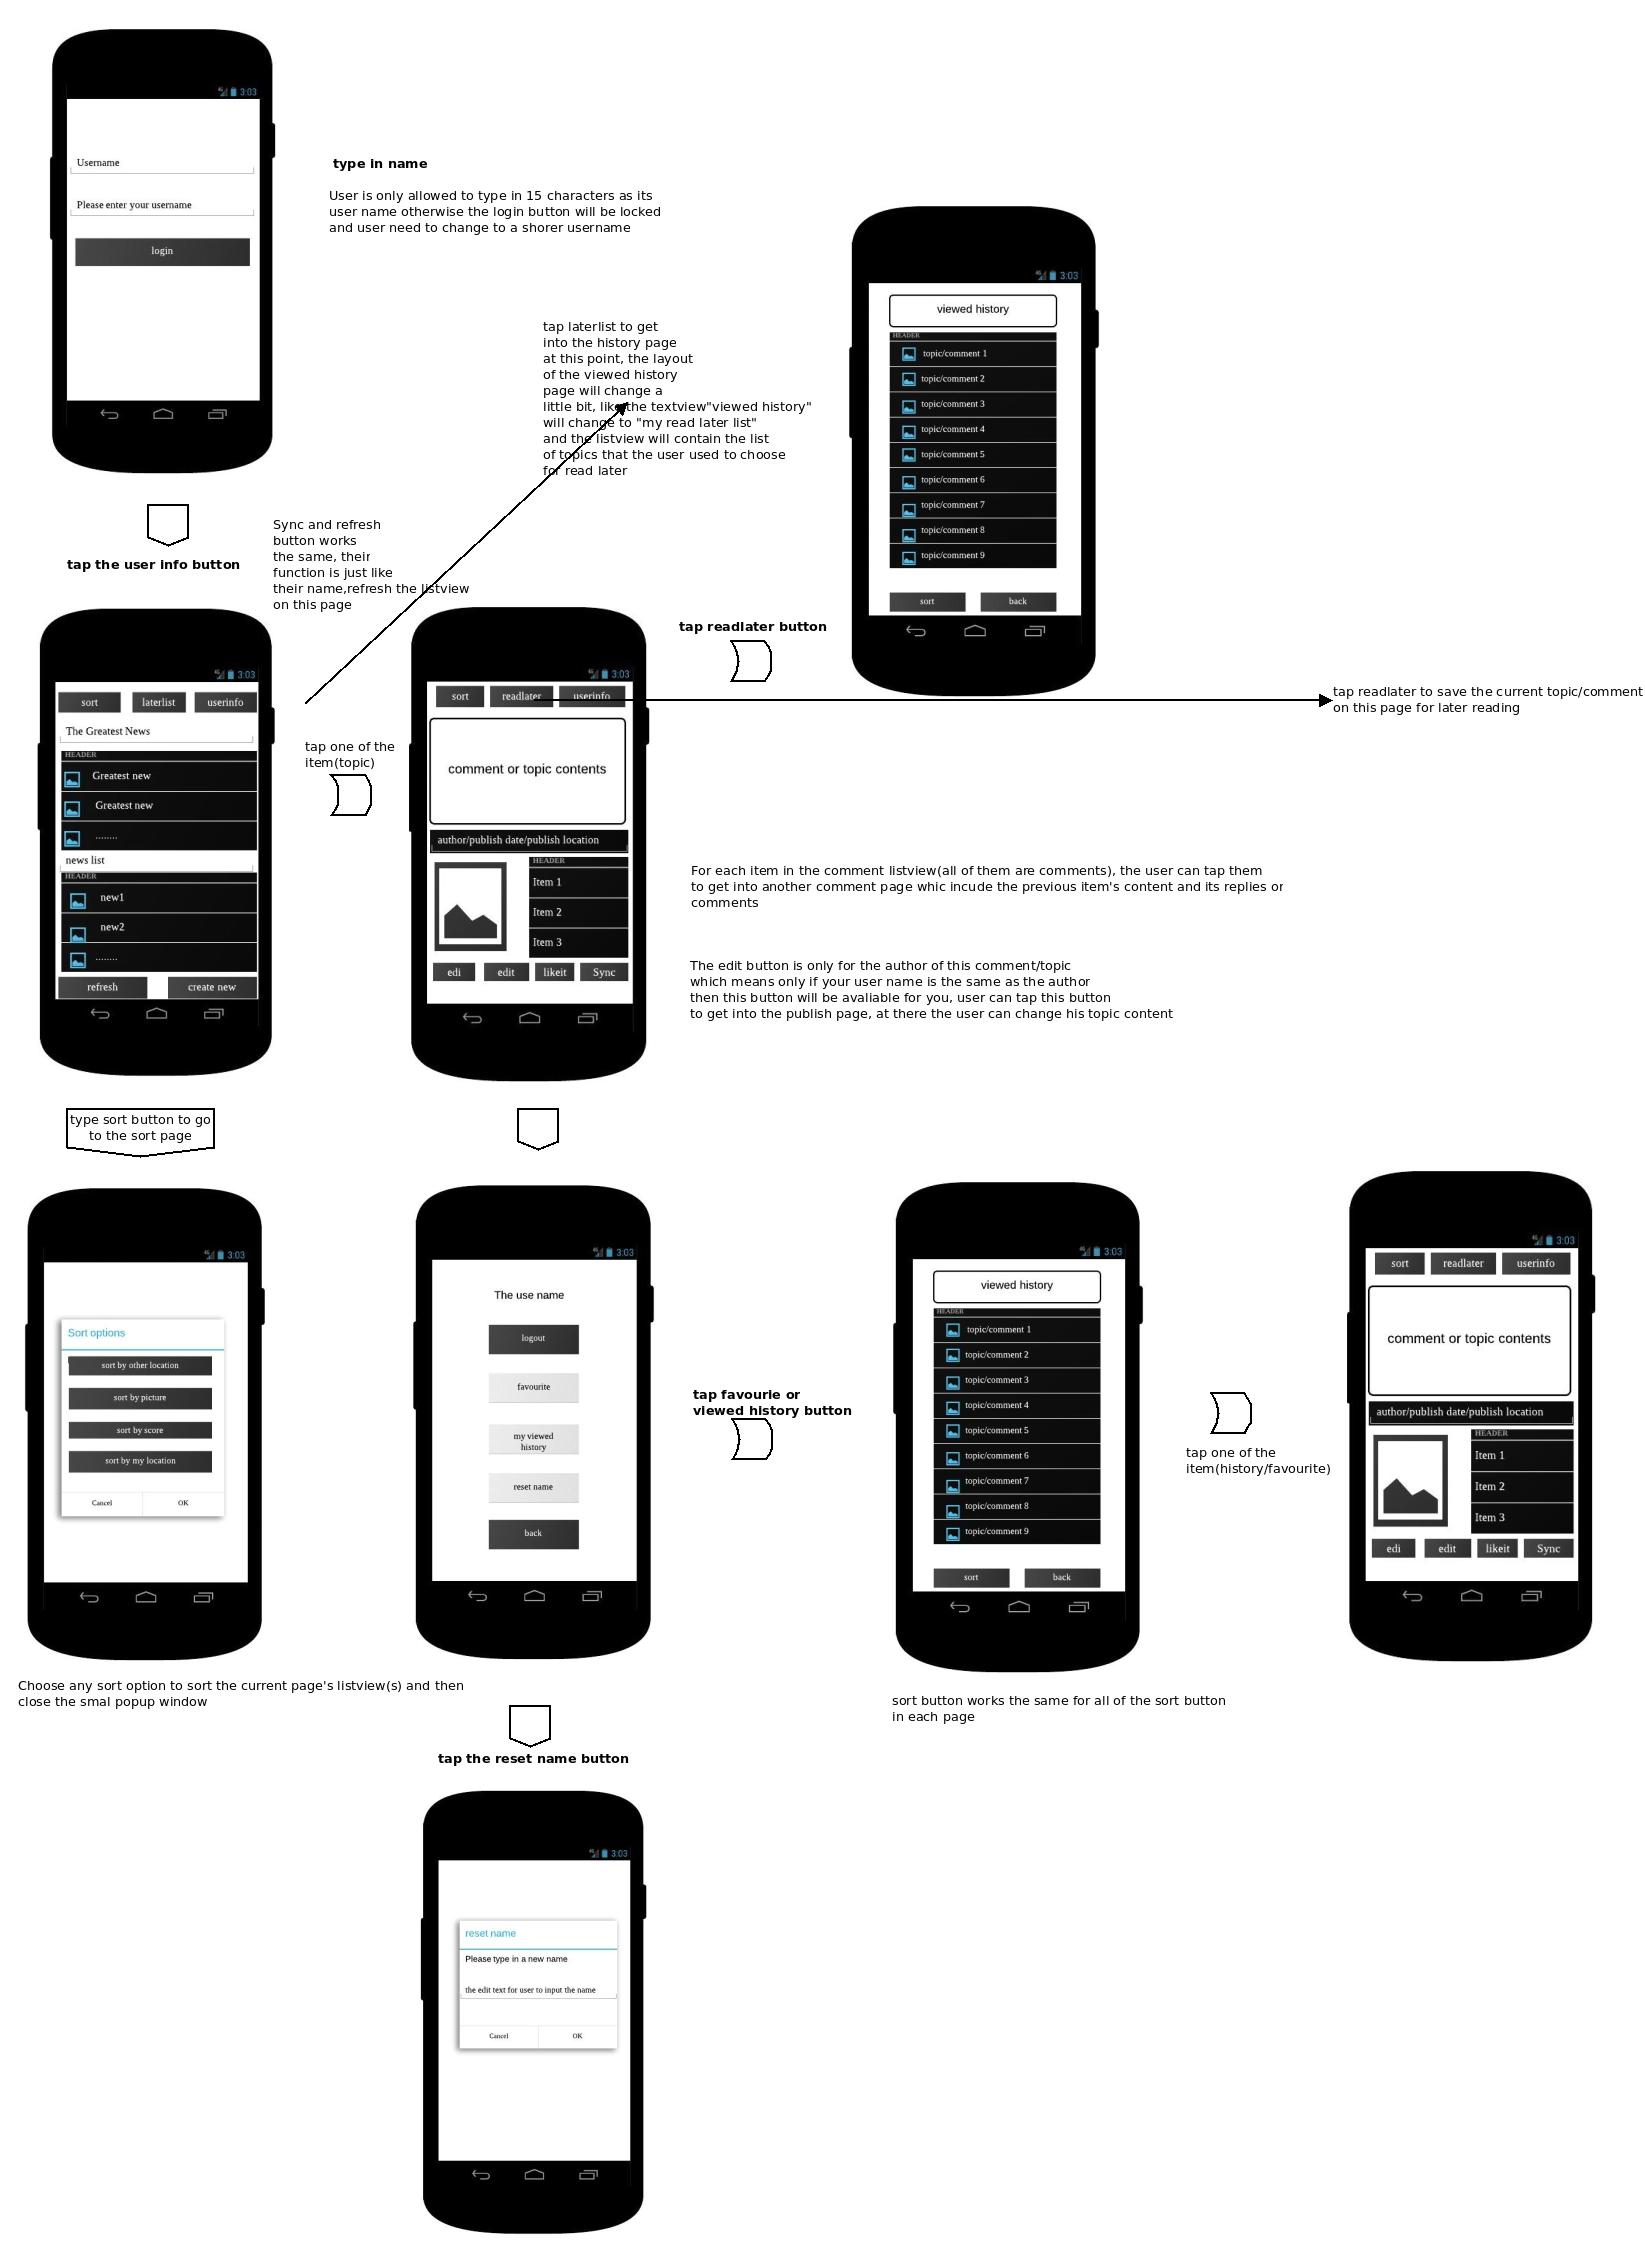 3:03
Username
Please enter your username
login
type in name
User is only allowed to type in 15 characters as its
user name otherwise the login button will be locked
and user need to change to a shorer username
tap the user info button
Sync and refresh
button works
the same, their
function is just like
their name,refresh the listview
on this page
tap laterlist to get
into the history page
at this point, the layout
of the viewed history
page will change a
little bit, like the textview"viewed history"
will change to "my read later list"
and the listview will contain the list
of topics that the user used to choose
for read later
3:03
viewed history
HEADER
topic/comment 1
topic/comment 2
topic/comment 3
topic/comment 4
topic/comment 5
topic/comment 6
topic/comment 7
topic/comment 8
topic/comment 9
sort
back
3:03
sort
laterlist
userinfo
The Greatest News
HEADER
Greatest new
Greatest new
........
news list
HEADER
new1
new2
........
refresh
create new
tap one of the
item(topic)
3:03
sort
readlater
userinfo
comment or topic contents
author/publish date/publish location
HEADER
Item 1
Item 2
Item 3
edi
edit
likeit
Sync
tap readlater button
tap readlater to save the current topic/comment
on this page for later reading
For each item in the comment listview(all of them are comments), the user can tap them
to get into another comment page whic incude the previous item's content and its replies or
comments
The edit button is only for the author of this comment/topic
which means only if your user name is the same as the author
then this button will be avaliable for you, user can tap this button
to get into the publish page, at there the user can change his topic content
type sort button to go
to the sort page
3:03
Sort options
sort by other location
sort by picture
sort by score
sort by my location
Cancel
OK
Choose any sort option to sort the current page's listview(s) and then
close the smal popup window
3:03
The use name
logout
favourite
my viewed
history
reset name
back
tap favourie or
viewed history button
3:03
viewed history
HEADER
topic/comment 1
topic/comment 2
topic/comment 3
topic/comment 4
topic/comment 5
topic/comment 6
topic/comment 7
topic/comment 8
topic/comment 9
sort
back
sort button works the same for all of the sort button
in each page
tap one of the
item(history/favourite)
3:03
sort
readlater
userinfo
comment or topic contents
author/publish date/publish location
HEADER
Item 1
Item 2
Item 3
edi
edit
likeit
Sync
tap the reset name button
3:03
reset name
Please type in a new name
the edit text for user to input the name
Cancel
OK